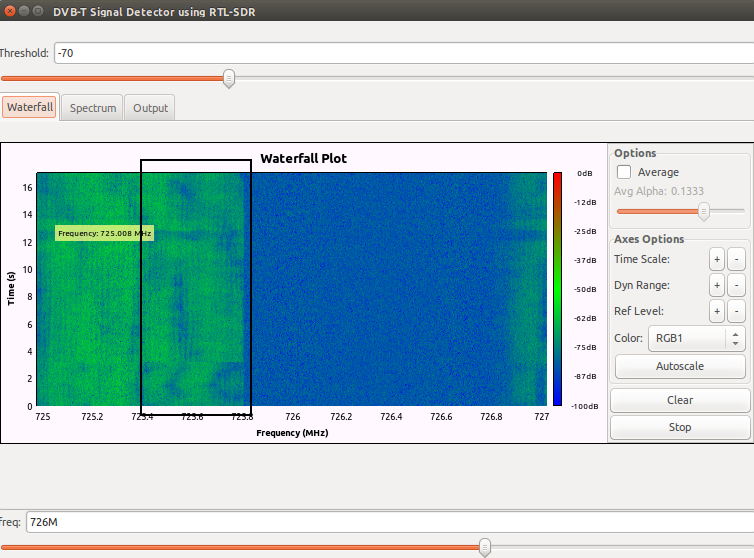 DVB-T Signal Detector using RTL-SDR
Threshold: -70
Waterfall Spectrum Output
Waterfall Plot
Time (s)
16
14
12
10
8
6
4
2
0
Frequency: 725.008 MHz
725 725.2 725.4 725.6 725.8 726 726.2 726.4 726.6 726.8 727
Frequency (MHz)
0dB
-12dB
-25dB
-37dB
-50dB
-62dB
-75dB
-87dB
-100dB
Options
Average
Avg Alpha: 0.1333
Axes Options
Time Scale: + -
Dyn Range: + -
Ref Level: + -
Color: RGB1
Autoscale
Clear
Stop
freq: 726M